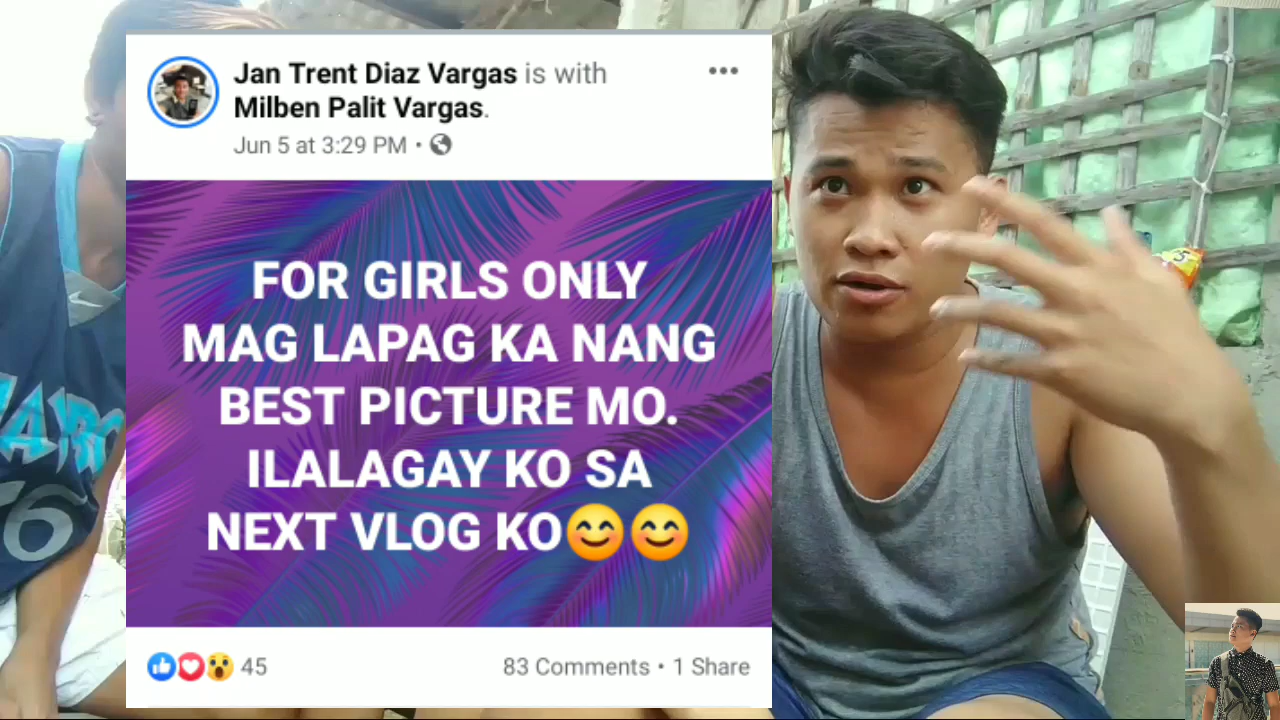 Jan Trent Diaz Vargas is with
Milben Palit Vargas.
Jun 5 at 3:29 PM •
FOR GIRLS ONLY
MAG LAPAG KA NANG
BEST PICTURE MO.
ILALAGAY KO SA
NEXT VLOG KO😊😊
45
83 Comments • 1 Share